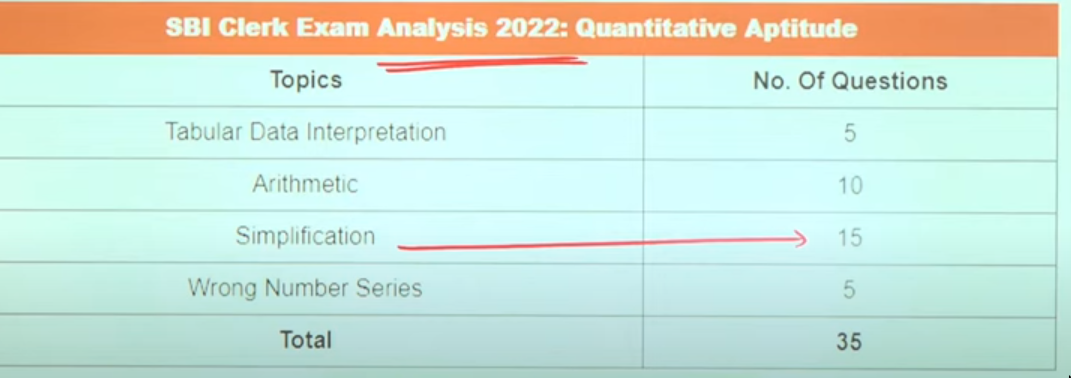 SBI Clerk Exam Analysis 2022: Quantitative Aptitude
Topics No. Of Questions
Tabular Data Interpretation 5
Arithmetic 10
Simplification 15
Wrong Number Series 5
Total 35